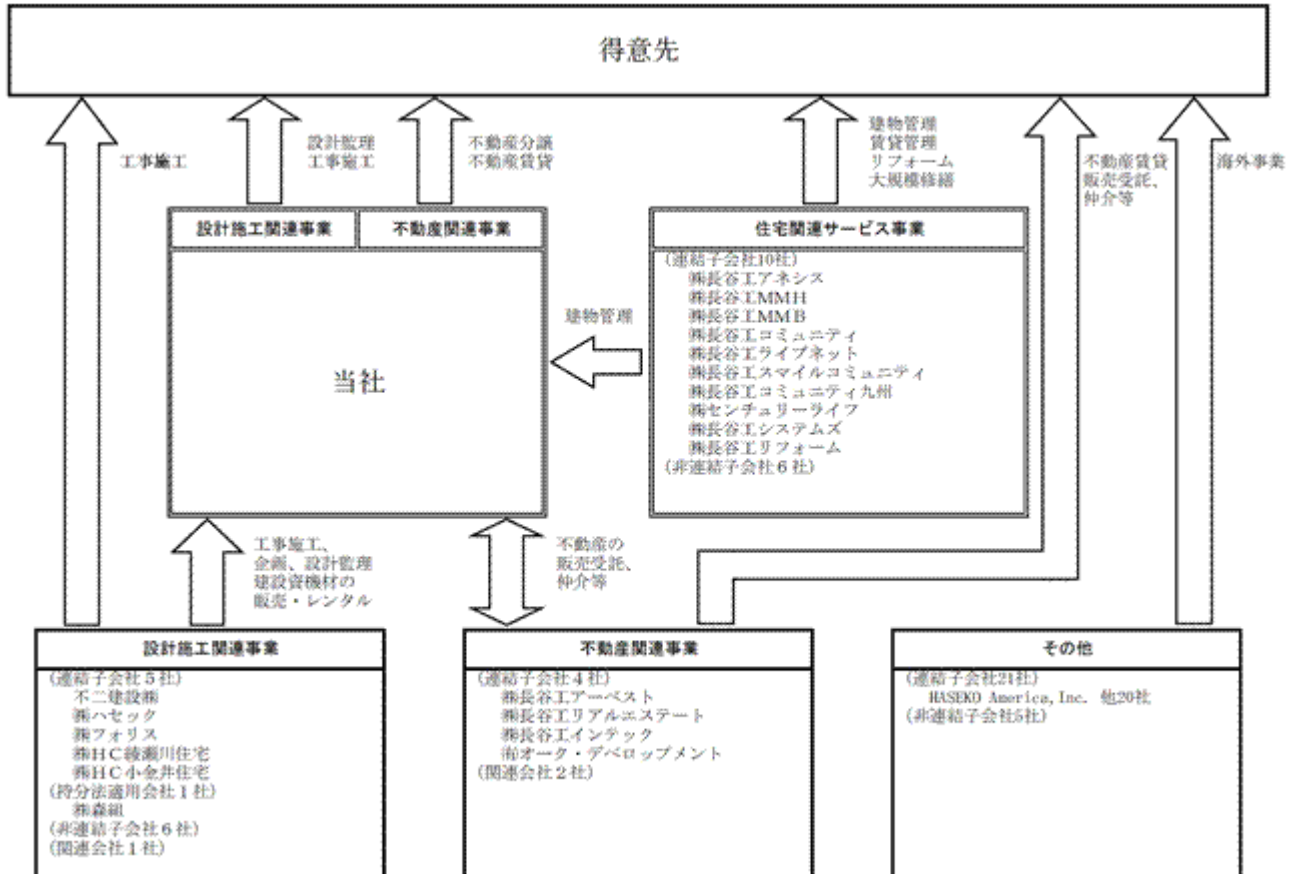 得意先
工事施工
設計監理
工事施工
不動産分譲
不動産賃貸
建物管理
賃貸管理
リフォーム
大規模修繕
不動産賃貸
販売受託、
仲介等
海外事業
設計施工関連事業
不動産関連事業
当社
建物管理
住宅関連サービス事業
(連結子会社10社)
㈱長谷工アネシス
㈱長谷工MMH
㈱長谷工MMB
㈱長谷工コミュニティ
㈱長谷工ライブネット
㈱長谷工スマイルコミュニティ
㈱長谷工コミュニティ九州
㈱センチュリーライフ
㈱長谷工システムズ
㈱長谷工リフォーム
(非連結子会社６社)
工事施工、
企画、設計監理
建設資機材の
販売・レンタル
不動産の
販売受託、
仲介等
設計施工関連事業
(連結子会社５社)
不二建設㈱
㈱ハセック
㈱フォリス
㈱HC綾瀬川住宅
㈱HC小金井住宅
(持分法適用会社１社)
㈱森組
(非連結子会社６社)
(関連会社１社)
不動産関連事業
(連結子会社４社)
㈱長谷工アーベスト
㈱長谷工リアルエステート
㈱長谷工インテック
㈲オーク・デベロップメント
(関連会社２社)
その他
(連結子会社21社)
HASEKO America,Inc. 他20社
(非連結子会社5社)